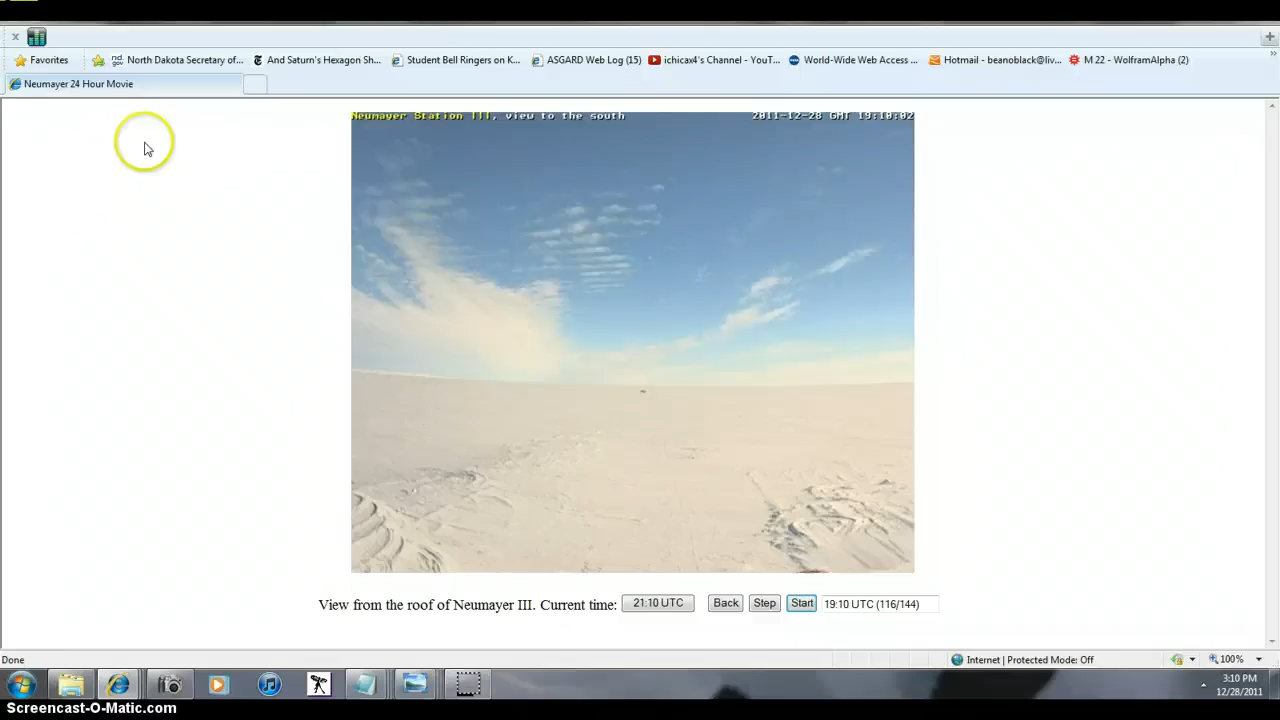 Favorites
North Dakota Secretary of...
And Saturn's Hexagon Sh...
Student Bell Ringers on K...
ASGARD Web Log (15)
ichicax4's Channel - YouT...
World-Wide Web Access ...
Hotmail - beanoblack@liv...
M 22 - WolframAlpha (2)
Neumayer 24 Hour Movie
Neumayer Station III, view to the south
2011-12-28 GMT 19:10:02
View from the roof of Neumayer III. Current time: 21:10 UTC Back Step Start 19:10 UTC (116/144)
Done
Internet | Protected Mode: Off
100%
3:10 PM
12/28/2011
Screencast-O-Matic.com